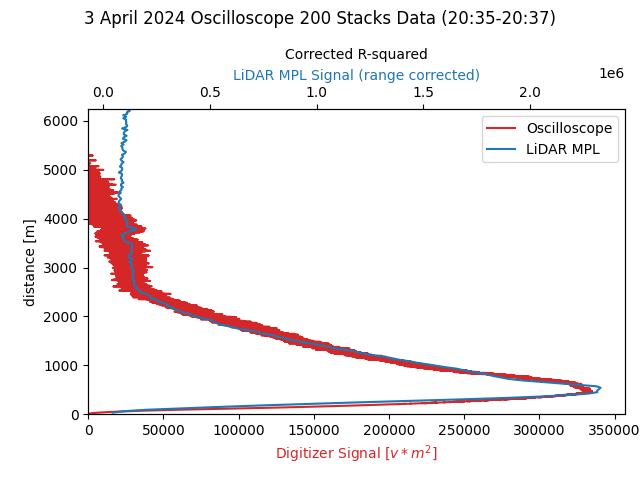 3 April 2024 Oscilloscope 200 Stacks Data (20:35-20:37)
Corrected R-squared
LiDAR MPL Signal (range corrected)
1e6
0.0 0.5 1.0 1.5 2.0
Oscilloscope
LiDAR MPL
6000
5000
4000
3000
2000
1000
0
distance [m]
0 50000 100000 150000 200000 250000 300000 350000
Digitizer Signal [v * m²]